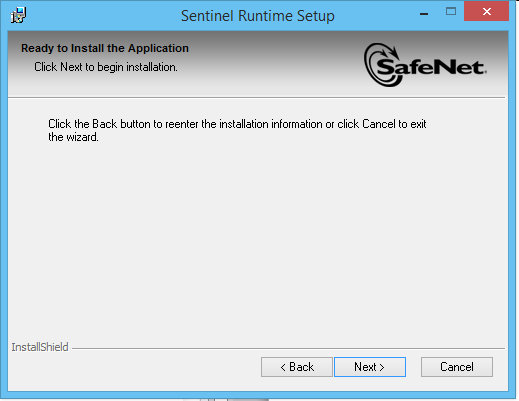 Sentinel Runtime Setup
Ready to Install the Application
Click Next to begin installation.
SafeNet.
Click the Back button to reenter the installation information or click Cancel to exit
the wizard.
InstallShield
< Back
Next >
Cancel